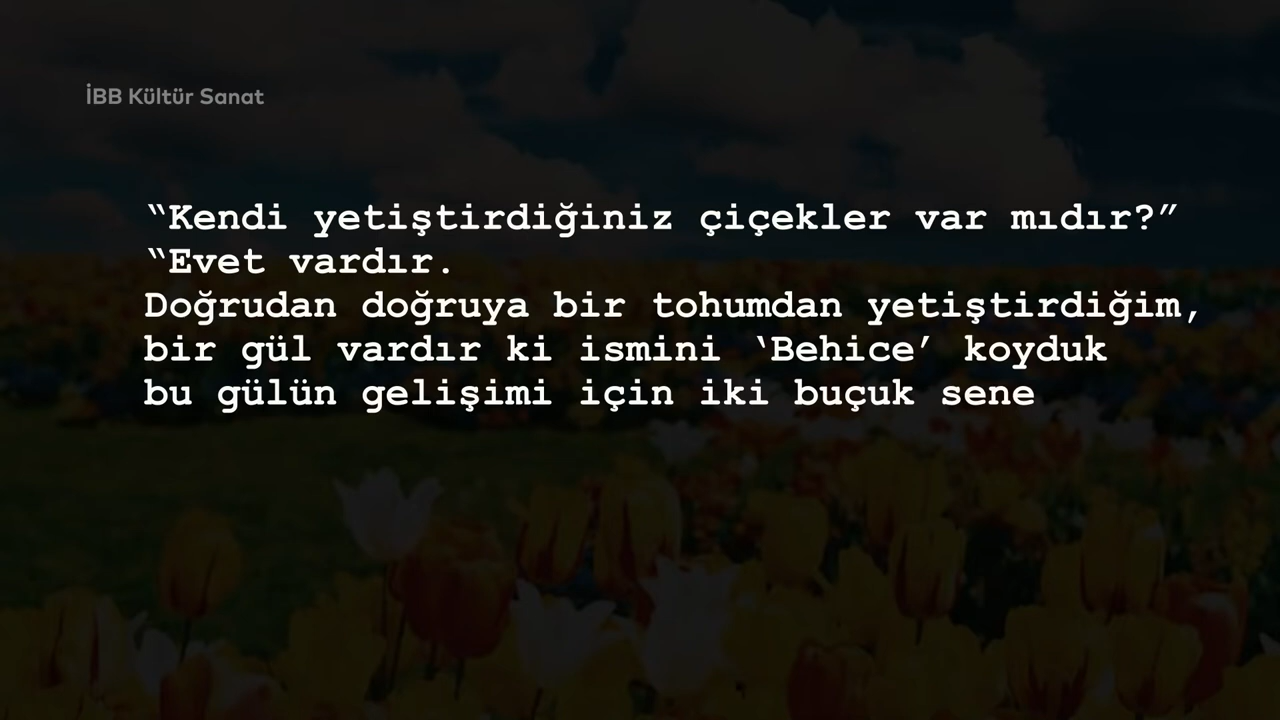 İBB Kültür Sanat
“Kendi yetiştirdiğiniz çiçekler var mıdır?”
“Evet vardır.
Doğrudan doğruya bir tohumdan yetiştirdiğim,
bir gül vardır ki ismini ‘Behice’ koyduk
bu gülün gelişimi için iki buçuk sene